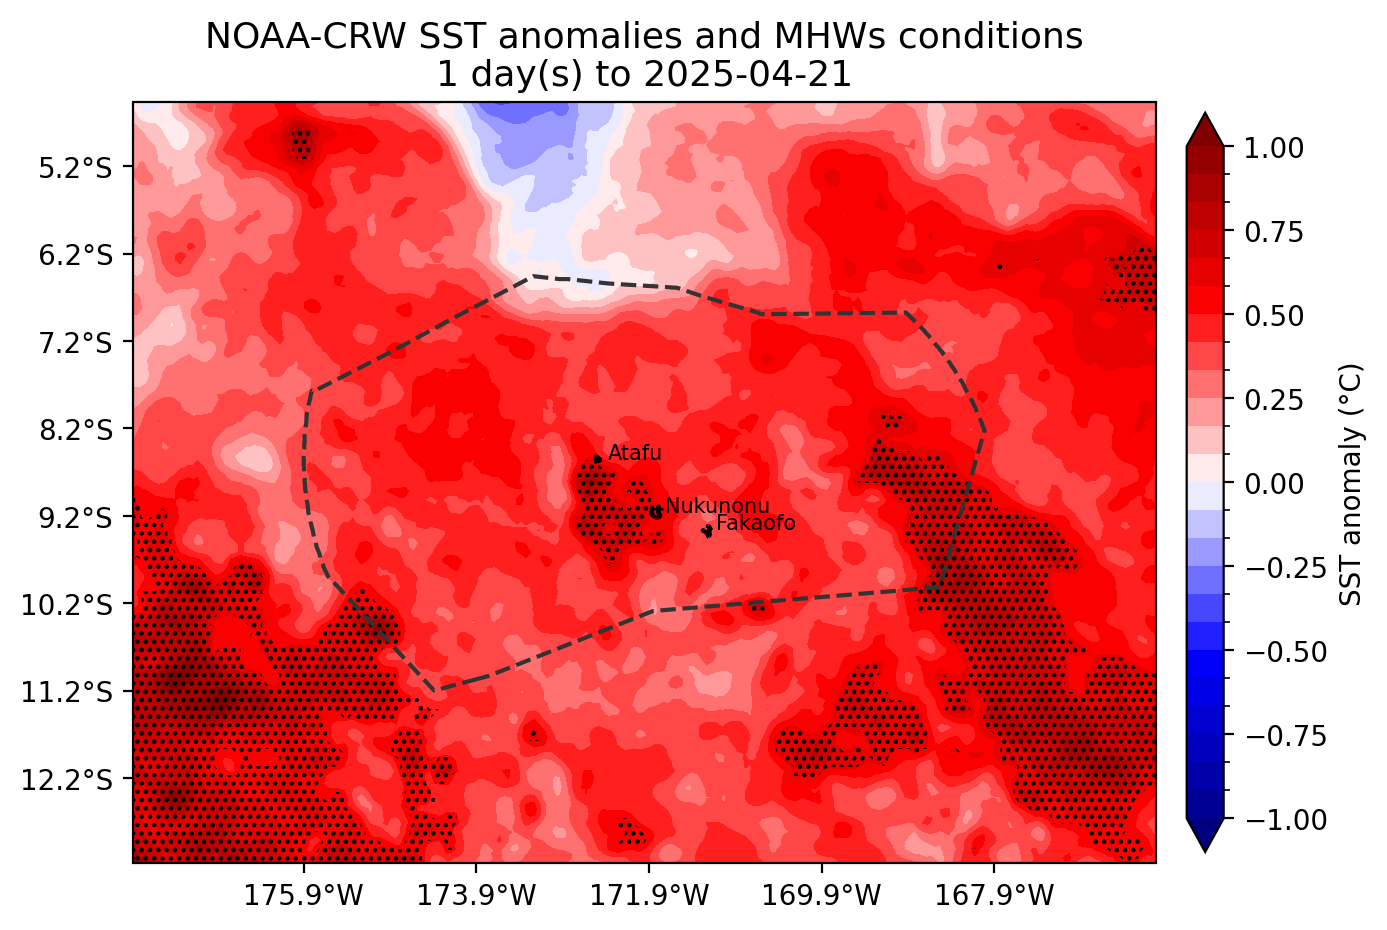 NOAA-CRW SST anomalies and MHWs conditions
1 day(s) to 2025-04-21
5.2°S
6.2°S
7.2°S
8.2°S
9.2°S
10.2°S
11.2°S
12.2°S
Atafu
Nukunonu
Fakaofo
175.9°W
173.9°W
171.9°W
169.9°W
167.9°W
1.00
0.75
0.50
0.25
0.00
−0.25
−0.50
−0.75
−1.00
SST anomaly (°C)